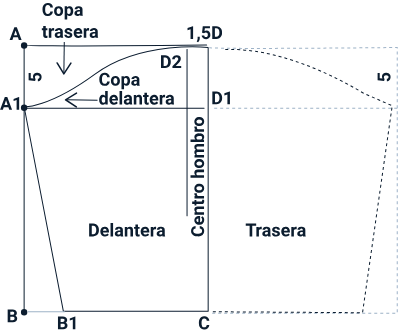 Copa
trasera
A
1,5D
5
D2
5
Copa
delantera
A1
D1
Centro hombro
Delantera
Trasera
B
B1
C